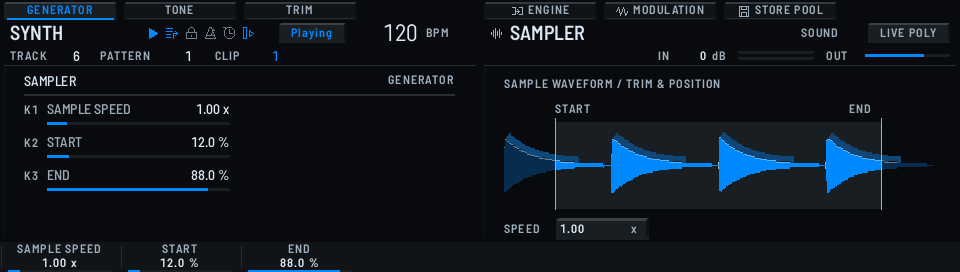 GENERATOR TONE TRIM ENGINE MODULATION STORE POOL
SYNTH Playing 120 BPM SAMPLER SOUND LIVE POLY
TRACK 6 PATTERN 1 CLIP 1 IN 0 dB OUT
SAMPLER GENERATOR
K1 SAMPLE SPEED 1.00 x
K2 START 12.0 %
K3 END 88.0 %
SAMPLE WAVEFORM / TRIM & POSITION
START END
SPEED 1.00 x
SAMPLE SPEED START END
1.00 x 12.0 % 88.0 %